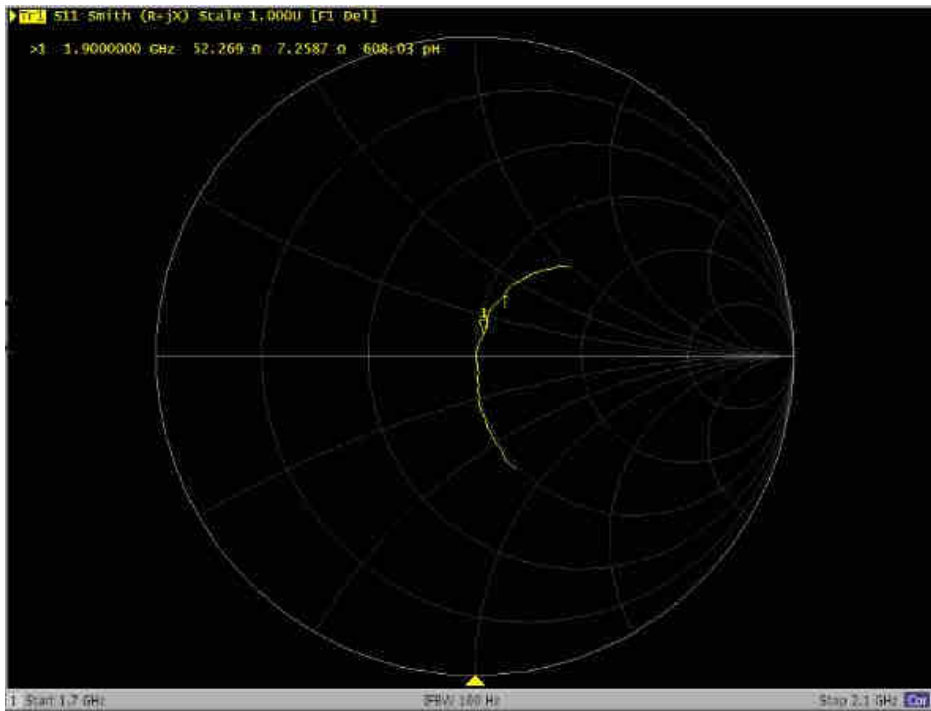 Tr1 S11 Smith (R+jX) Scale 1.000U [F1 Del]
>1 1.9000000 GHz 52.269 Ω 7.2587 Ω 608.03 pH
1
1 Start 1.7 GHz IFBW 100 Hz Stop 2.1 GHz Cor